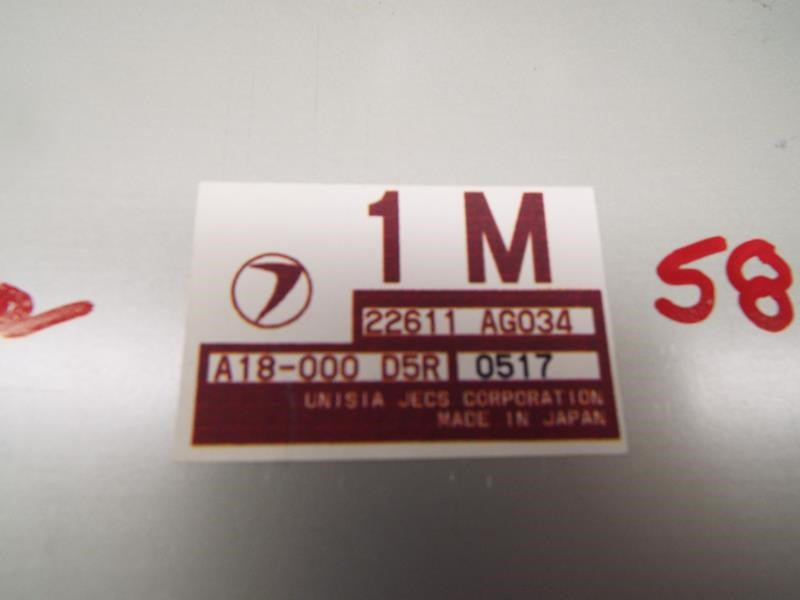 1 M
22611 AG034
A18-000 D5R 0517
UNISIA JECS CORPORATION
MADE IN JAPAN
58